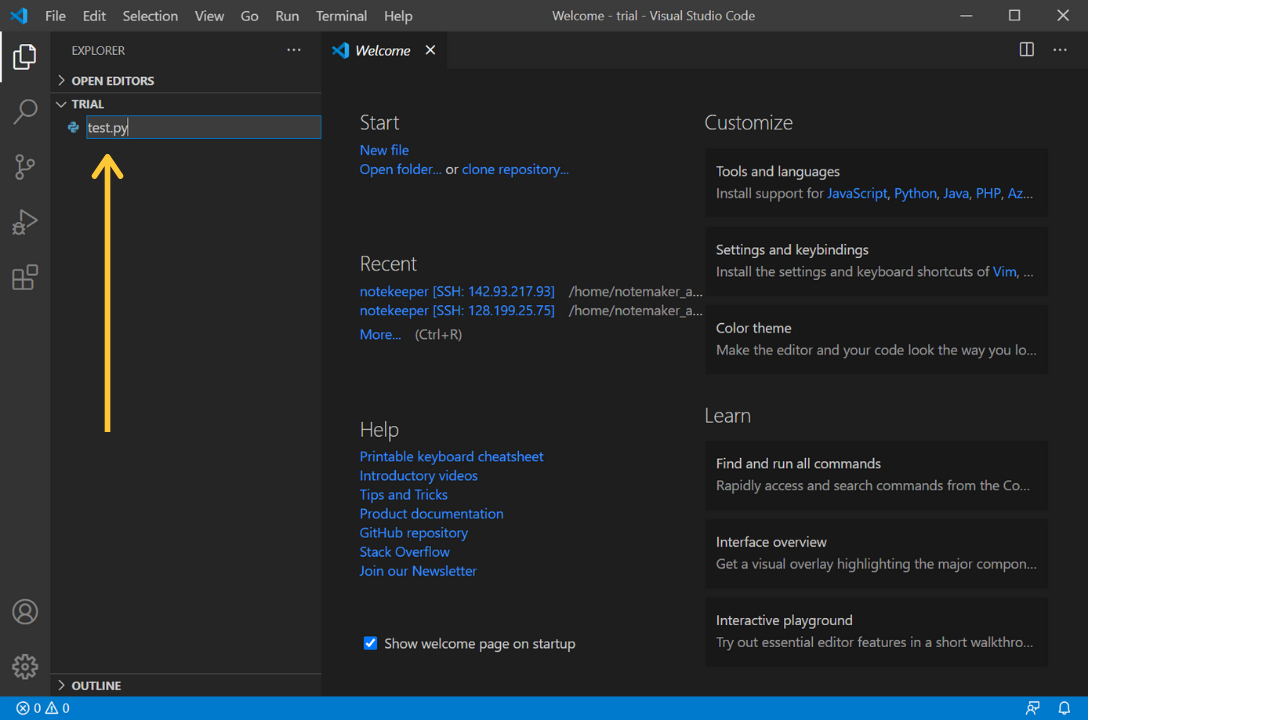 File Edit Selection View Go Run Terminal Help Welcome - trial - Visual Studio Code
EXPLORER
OPEN EDITORS
TRIAL
test.py
Welcome
Start
New file
Open folder... or clone repository...
Recent
notekeeper [SSH: 142.93.217.93] /home/notemaker_a...
notekeeper [SSH: 128.199.25.75] /home/notemaker_a...
More... (Ctrl+R)
Help
Printable keyboard cheatsheet
Introductory videos
Tips and Tricks
Product documentation
GitHub repository
Stack Overflow
Join our Newsletter
Show welcome page on startup
Customize
Tools and languages
Install support for JavaScript, Python, Java, PHP, Az...
Settings and keybindings
Install the settings and keyboard shortcuts of Vim, ...
Color theme
Make the editor and your code look the way you lo...
Learn
Find and run all commands
Rapidly access and search commands from the Co...
Interface overview
Get a visual overlay highlighting the major compon...
Interactive playground
Try out essential editor features in a short walkthro...
OUTLINE
0 0